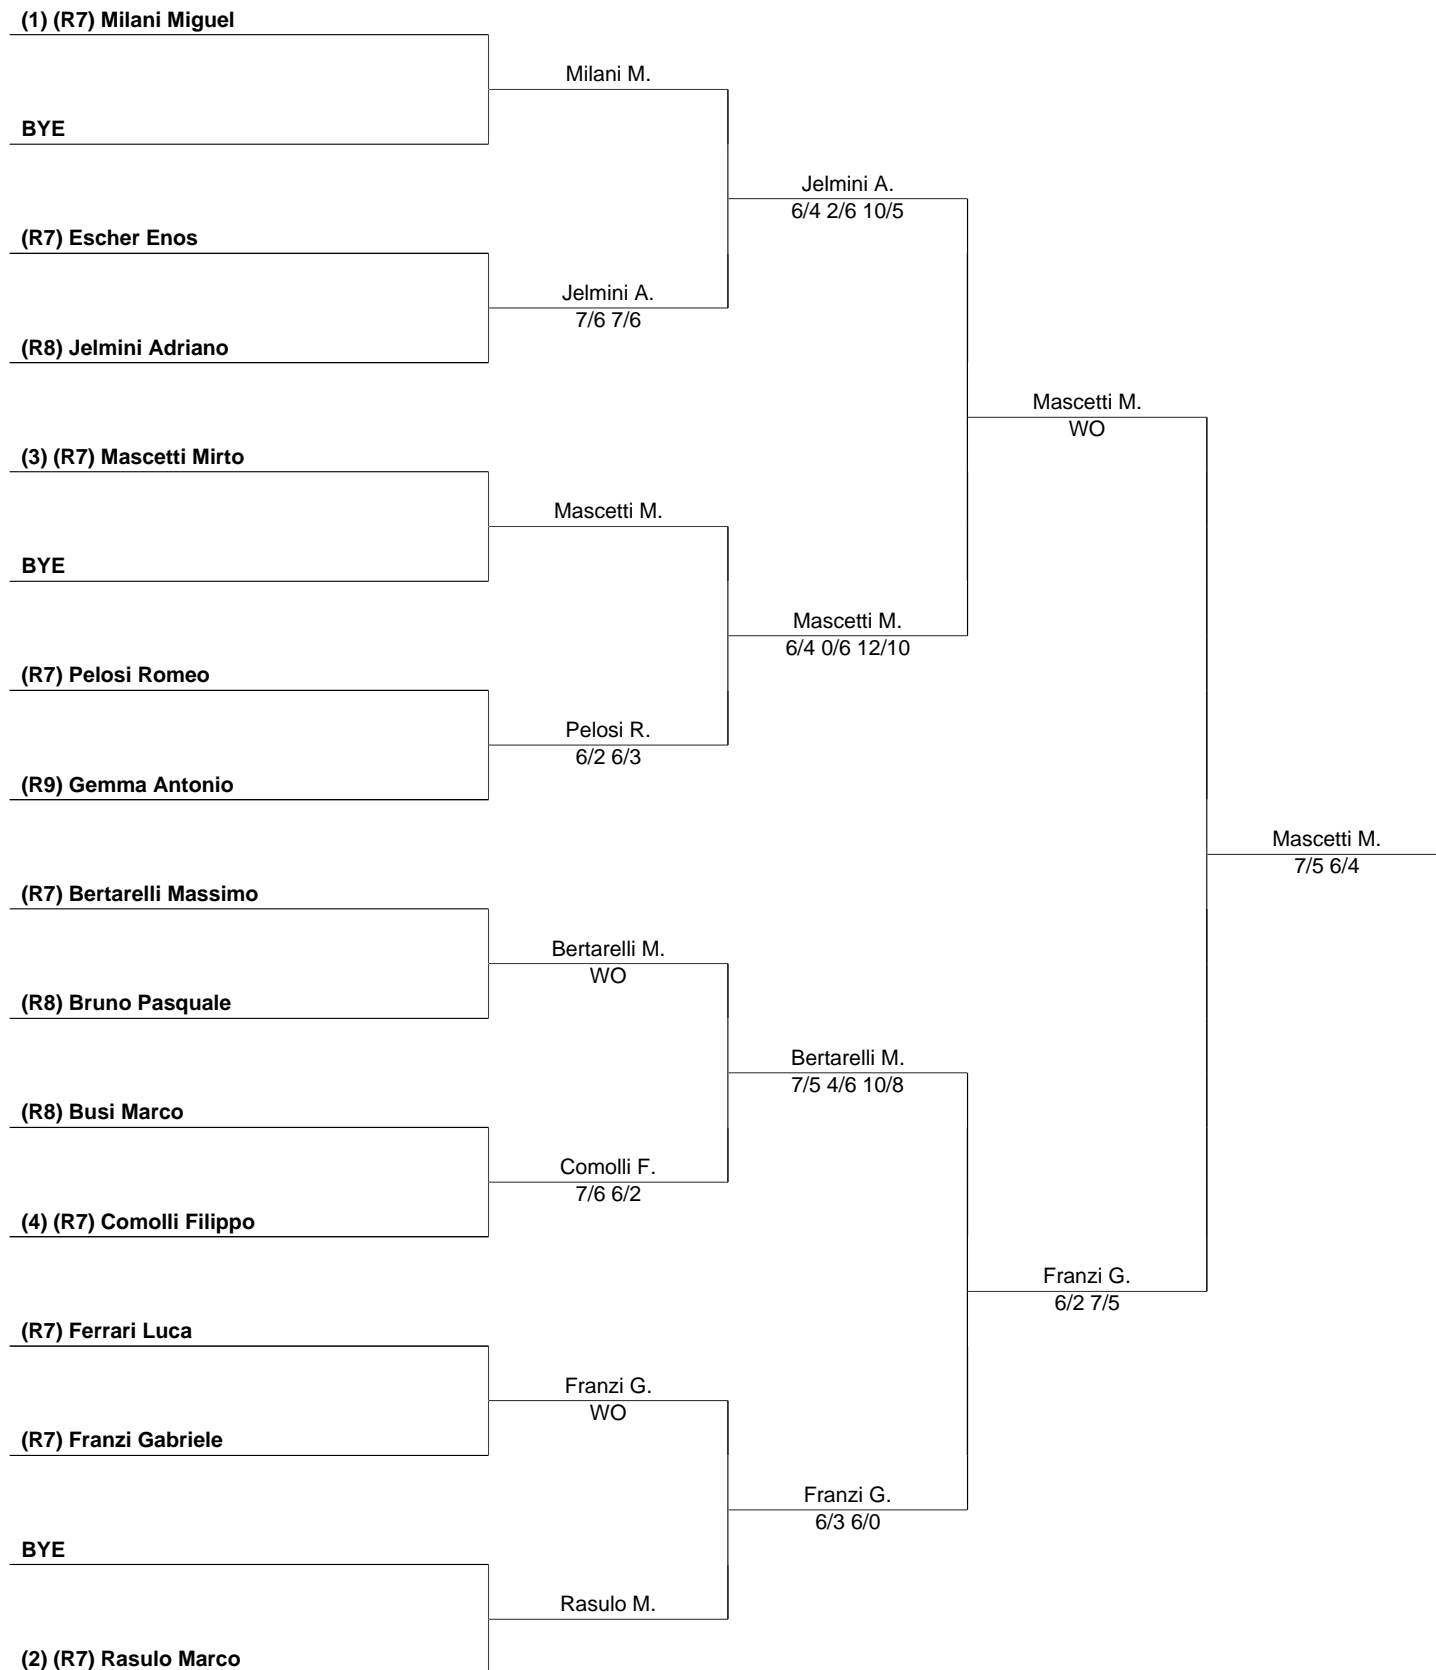 (1) (R7) Milani Miguel
Milani M.
BYE
Jelmini A.
6/4 2/6 10/5
(R7) Escher Enos
Jelmini A.
7/6 7/6
(R8) Jelmini Adriano
Mascetti M.
WO
(3) (R7) Mascetti Mirto
Mascetti M.
BYE
Mascetti M.
6/4 0/6 12/10
(R7) Pelosi Romeo
Pelosi R.
6/2 6/3
(R9) Gemma Antonio
Mascetti M.
7/5 6/4
(R7) Bertarelli Massimo
Bertarelli M.
WO
(R8) Bruno Pasquale
Bertarelli M.
7/5 4/6 10/8
(R8) Busi Marco
Comolli F.
7/6 6/2
(4) (R7) Comolli Filippo
Franzi G.
6/2 7/5
(R7) Ferrari Luca
Franzi G.
WO
(R7) Franzi Gabriele
Franzi G.
6/3 6/0
BYE
Rasulo M.
(2) (R7) Rasulo Marco